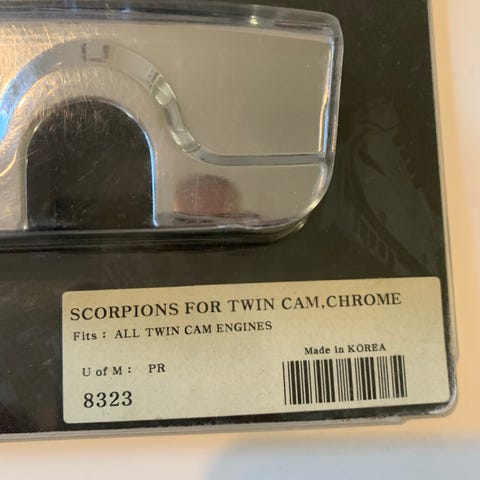 SCORPIONS FOR TWIN CAM,CHROME
Fits : ALL TWIN CAM ENGINES
Made in KOREA
U of M : PR
8323